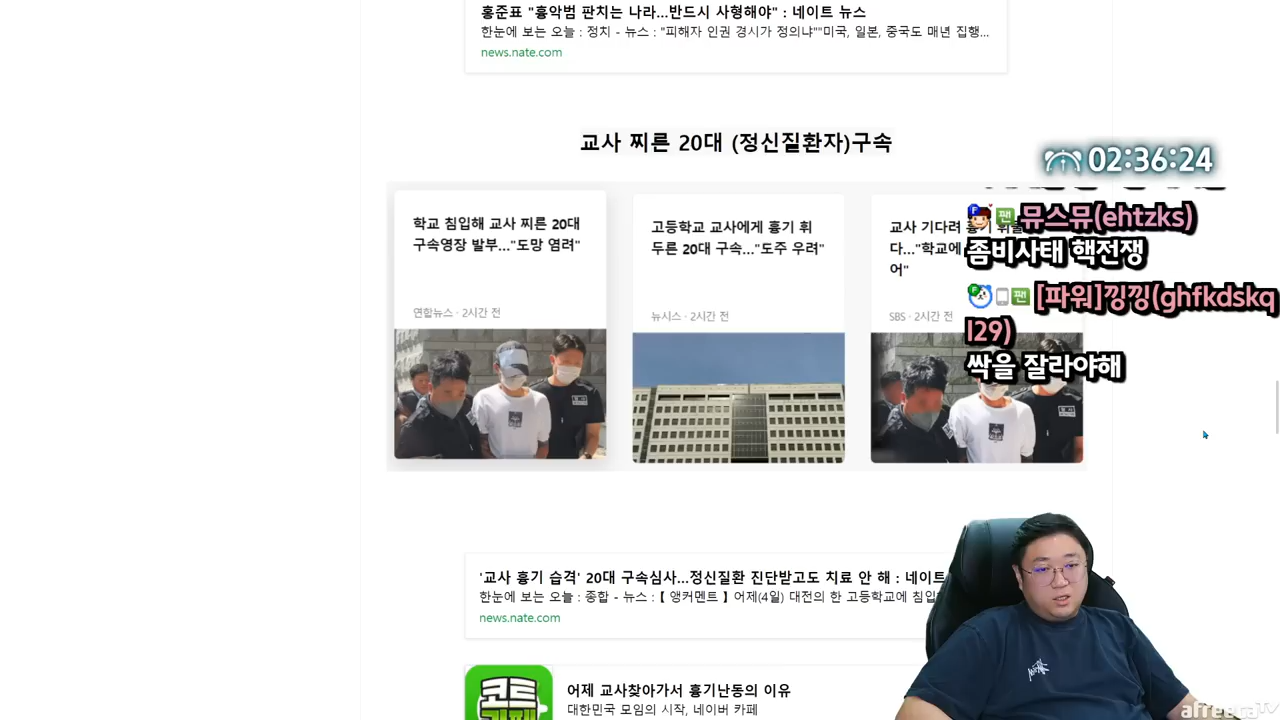 홍준표 "흉악범 판치는 나라...반드시 사형해야" : 네이트 뉴스
한눈에 보는 오늘 : 정치 - 뉴스 : "피해자 인권 경시가 정의냐""미국, 일본, 중국도 매년 집행...
news.nate.com
교사 찌른 20대 (정신질환자)구속
02:36:24
학교 침입해 교사 찌른 20대
구속영장 발부..."도망 염려"
연합뉴스 · 2시간 전
고등학교 교사에게 흉기 휘
두른 20대 구속..."도주 우려"
뉴시스 · 2시간 전
교사 기다려 흉기
다..."학교에
어"
SBS · 2시간 전
팬 뮤스뮤(ehtzks)
좀비사태 핵전쟁
팬 [파워]낑낑(ghfkdskq
l29)
싹을 잘라야해
'교사 흉기 습격' 20대 구속심사...정신질환 진단받고도 치료 안 해 : 네이트
한눈에 보는 오늘 : 종합 - 뉴스 : 【 앵커멘트 】 어제(4일) 대전의 한 고등학교에 침입
news.nate.com
코드
어제 교사찾아가서 흉기난동의 이유
대한민국 모임의 시작, 네이버 카페
afreecaTV